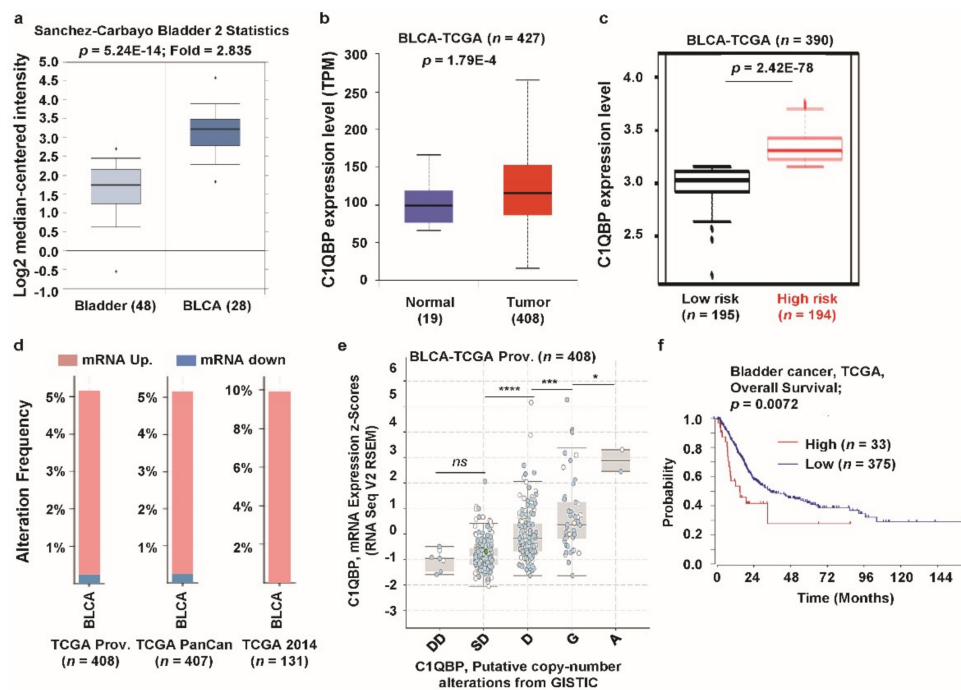 a
Sanchez-Carbayo Bladder 2 Statistics
p = 5.24E-14; Fold = 2.835
Log2 median-centered intensity
5.0
4.5
4.0
3.5
3.0
2.5
2.0
1.5
1.0
0.5
0.0
-0.5
-1.0
Bladder (48)
BLCA (28)
b
BLCA-TCGA (n = 427)
p = 1.79E-4
C1QBP expression level (TPM)
300
250
200
150
100
50
0
Normal
(19)
Tumor
(408)
c
BLCA-TCGA (n = 390)
p = 2.42E-78
C1QBP expression level
4.0
3.5
3.0
2.5
Low risk
(n = 195)
High risk
(n = 194)
d
mRNA Up.
mRNA down
Alteration Frequency
5%
4%
3%
2%
1%
BLCA
TCGA Prov.
(n = 408)
5%
4%
3%
2%
1%
BLCA
TCGA PanCan
(n = 407)
10%
8%
6%
4%
2%
BLCA
TCGA 2014
(n = 131)
e
BLCA-TCGA Prov. (n = 408)
ns
****
***
*
C1QBP, mRNA Expression z-Scores
(RNA Seq V2 RSEM)
6
5
4
3
2
1
0
-1
-2
-3
DD
SD
D
G
A
C1QBP, Putative copy-number
alterations from GISTIC
f
Bladder cancer, TCGA,
Overall Survival;
p = 0.0072
High (n = 33)
Low (n = 375)
Probability
1.0
0.8
0.6
0.4
0.2
0.0
0
24
48
72
96
120
144
Time (Months)